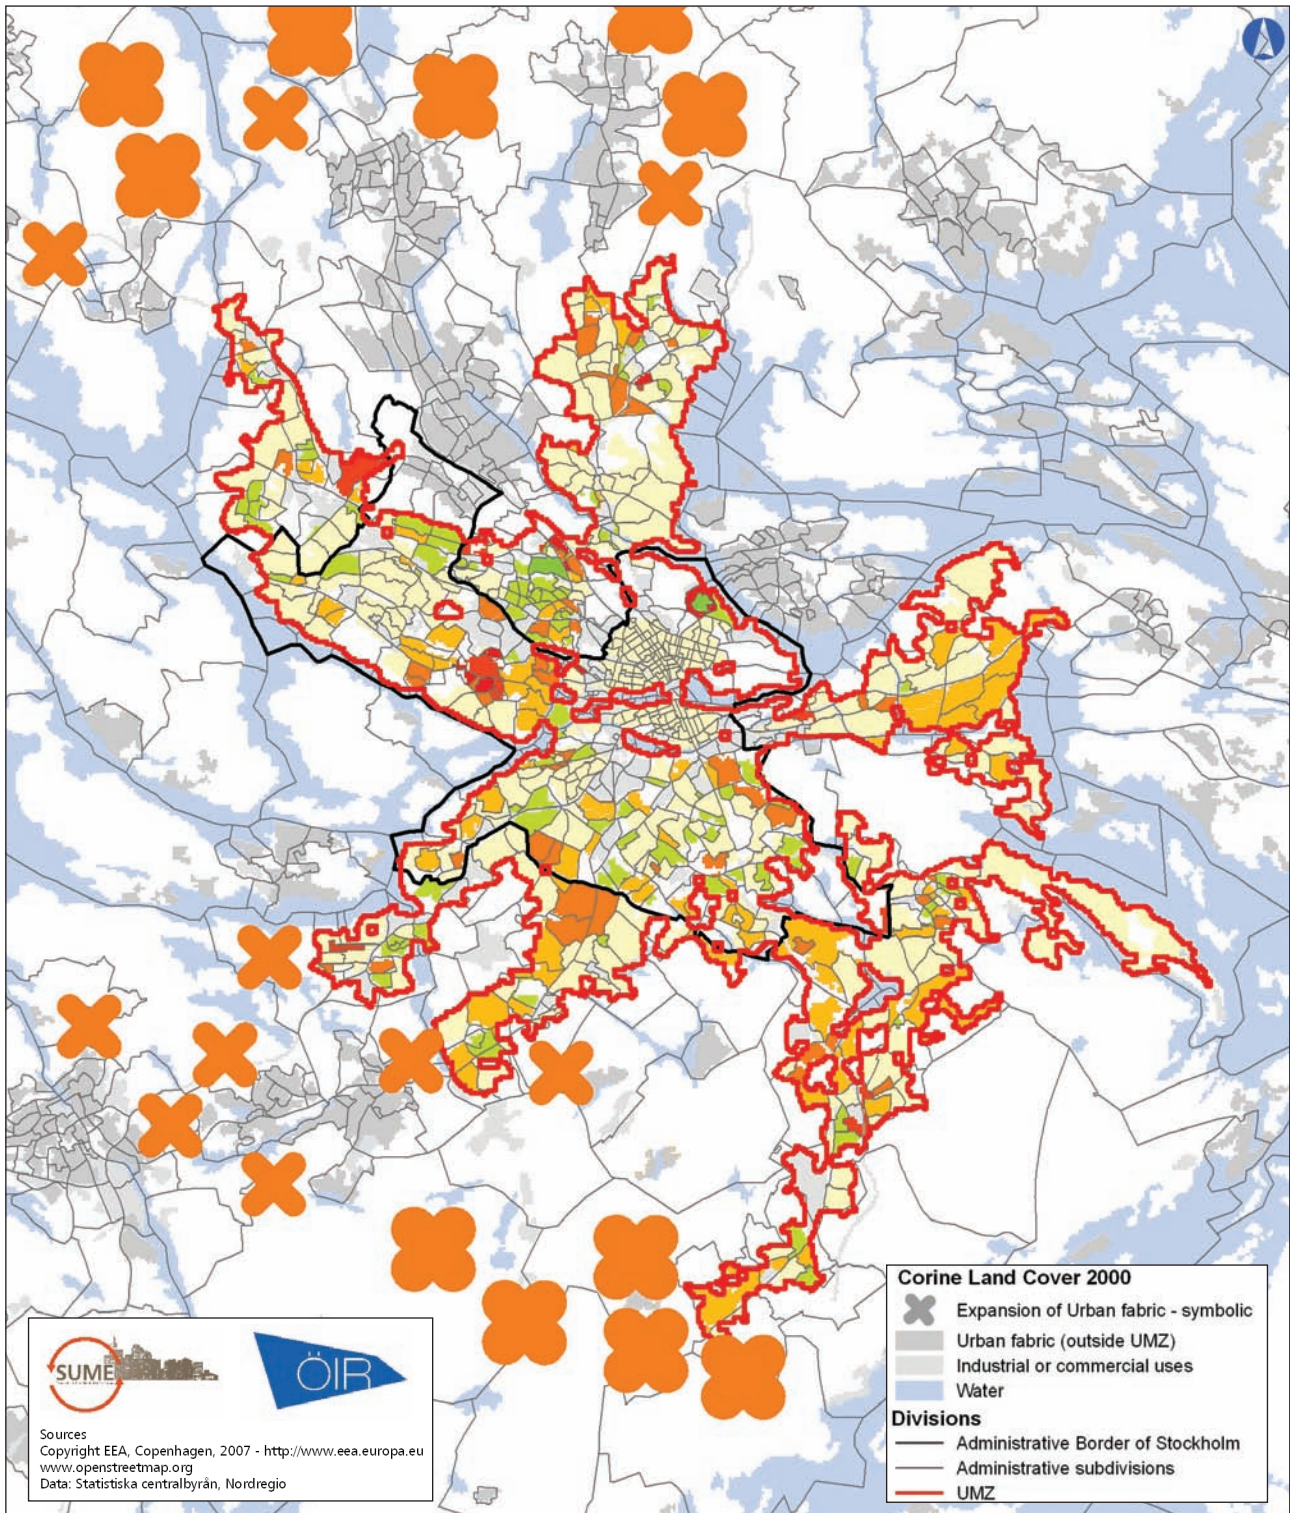 Corine Land Cover 2000
Expansion of Urban fabric - symbolic
Urban fabric (outside UMZ)
Industrial or commercial uses
Water
Divisions
Administrative Border of Stockholm
Administrative subdivisions
UMZ
SUME
ÖIR
Sources
Copyright EEA, Copenhagen, 2007 - http://www.eea.europa.eu
www.openstreetmap.org
Data: Statistiska centralbyrån, Nordregio